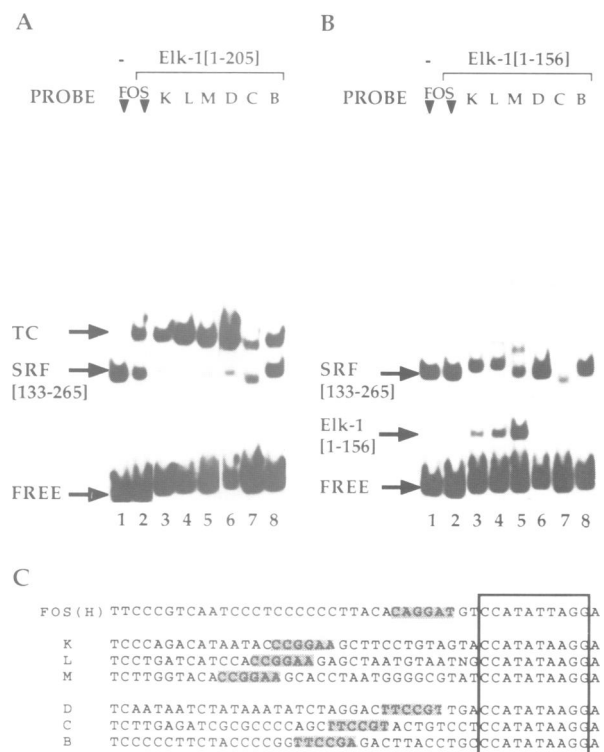 A
- Elk-1[1-205]
PROBE FOS K L M D C B
TC
SRF
[133-265]
FREE
1 2 3 4 5 6 7 8
B
- Elk-1[1-156]
PROBE FOS K L M D C B
SRF
[133-265]
Elk-1
[1-156]
FREE
1 2 3 4 5 6 7 8
C
FOS(H) TTCCCGTCAATCCCTCCCCCCTTACACAGGATGTCCATATTAGGA
K TCCCAGACATAATACCCGGAAGCTTCCTGTAGTACCATATAAGGA
L TCCTGATCATCCACCCGGAAGAGCTAATGTAATNGCCATATAAGGA
M TCTTGGTACACCGGAAGCACCTAATGGGGCGTATCCATATAAGGA
D TCAATAATCTATAAATATCTAGGACTTCCGTTGACCATATAAGGA
C TCTTGAGATCGCGCCCCAGCTTCCGTACTGTCCTCCATATAAGGA
B TCCCCCTTCTACCCCGGTTCCGAGACTTACCTGCCCATATAAGGA